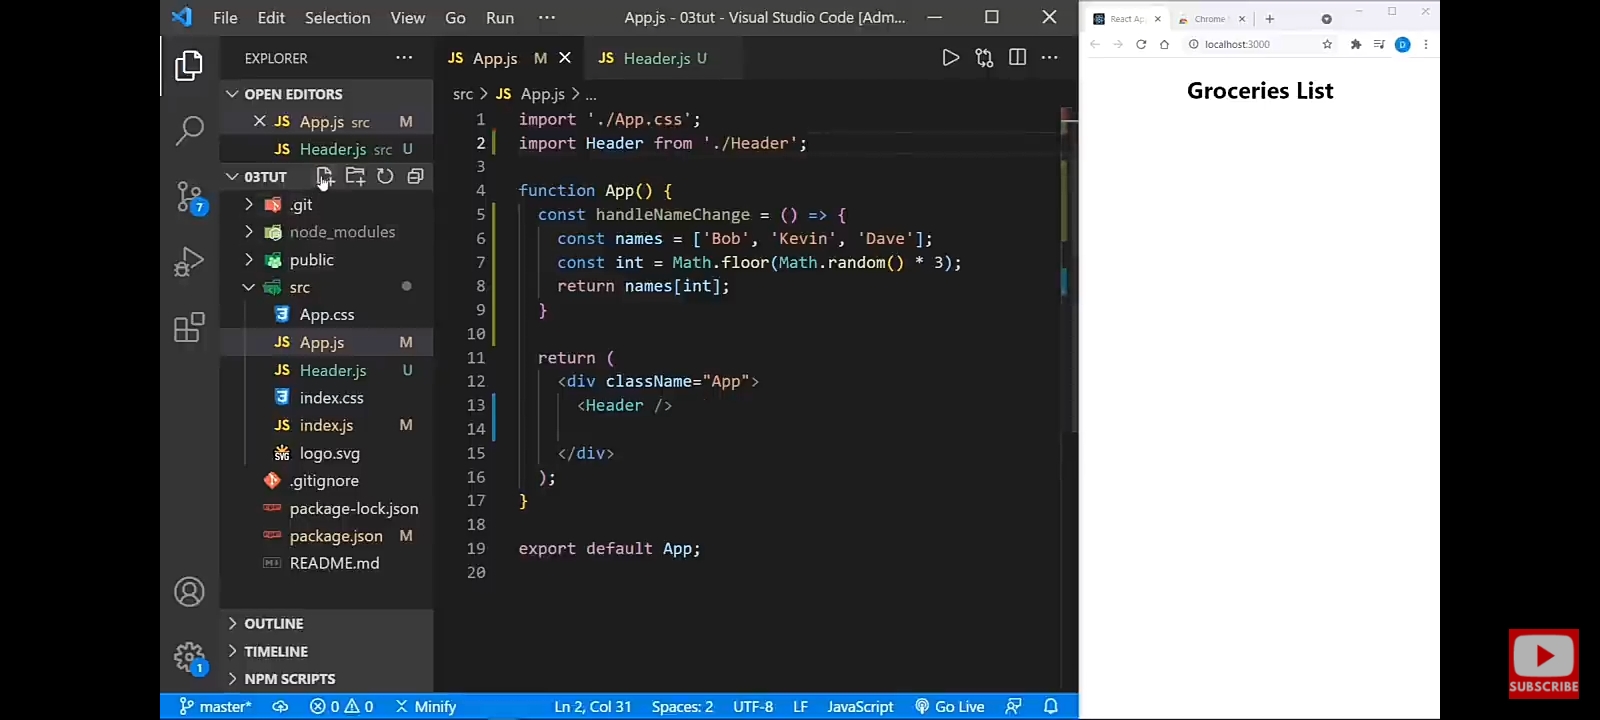 File Edit Selection View Go Run ··· App.js - 03tut - Visual Studio Code [Adm...
EXPLORER ···
OPEN EDITORS
JS App.js src M
JS Header.js src U
03TUT
.git
node_modules
public
src
App.css
JS App.js M
JS Header.js U
index.css
JS index.js M
logo.svg
.gitignore
package-lock.json
package.json M
README.md
OUTLINE
TIMELINE
NPM SCRIPTS
7
1
JS App.js M JS Header.js U
src > JS App.js > ...
1 import './App.css';
2 import Header from './Header';
3
4 function App() {
5 const handleNameChange = () => {
6 const names = ['Bob', 'Kevin', 'Dave'];
7 const int = Math.floor(Math.random() * 3);
8 return names[int];
9 }
10
11 return (
12 <div className="App">
13 <Header />
14
15 </div>
16 );
17 }
18
19 export default App;
20
master* 0 0 Minify Ln 2, Col 31 Spaces: 2 UTF-8 LF JavaScript Go Live
React Ap Chrome
localhost:3000 D
Groceries List
SUBSCRIBE